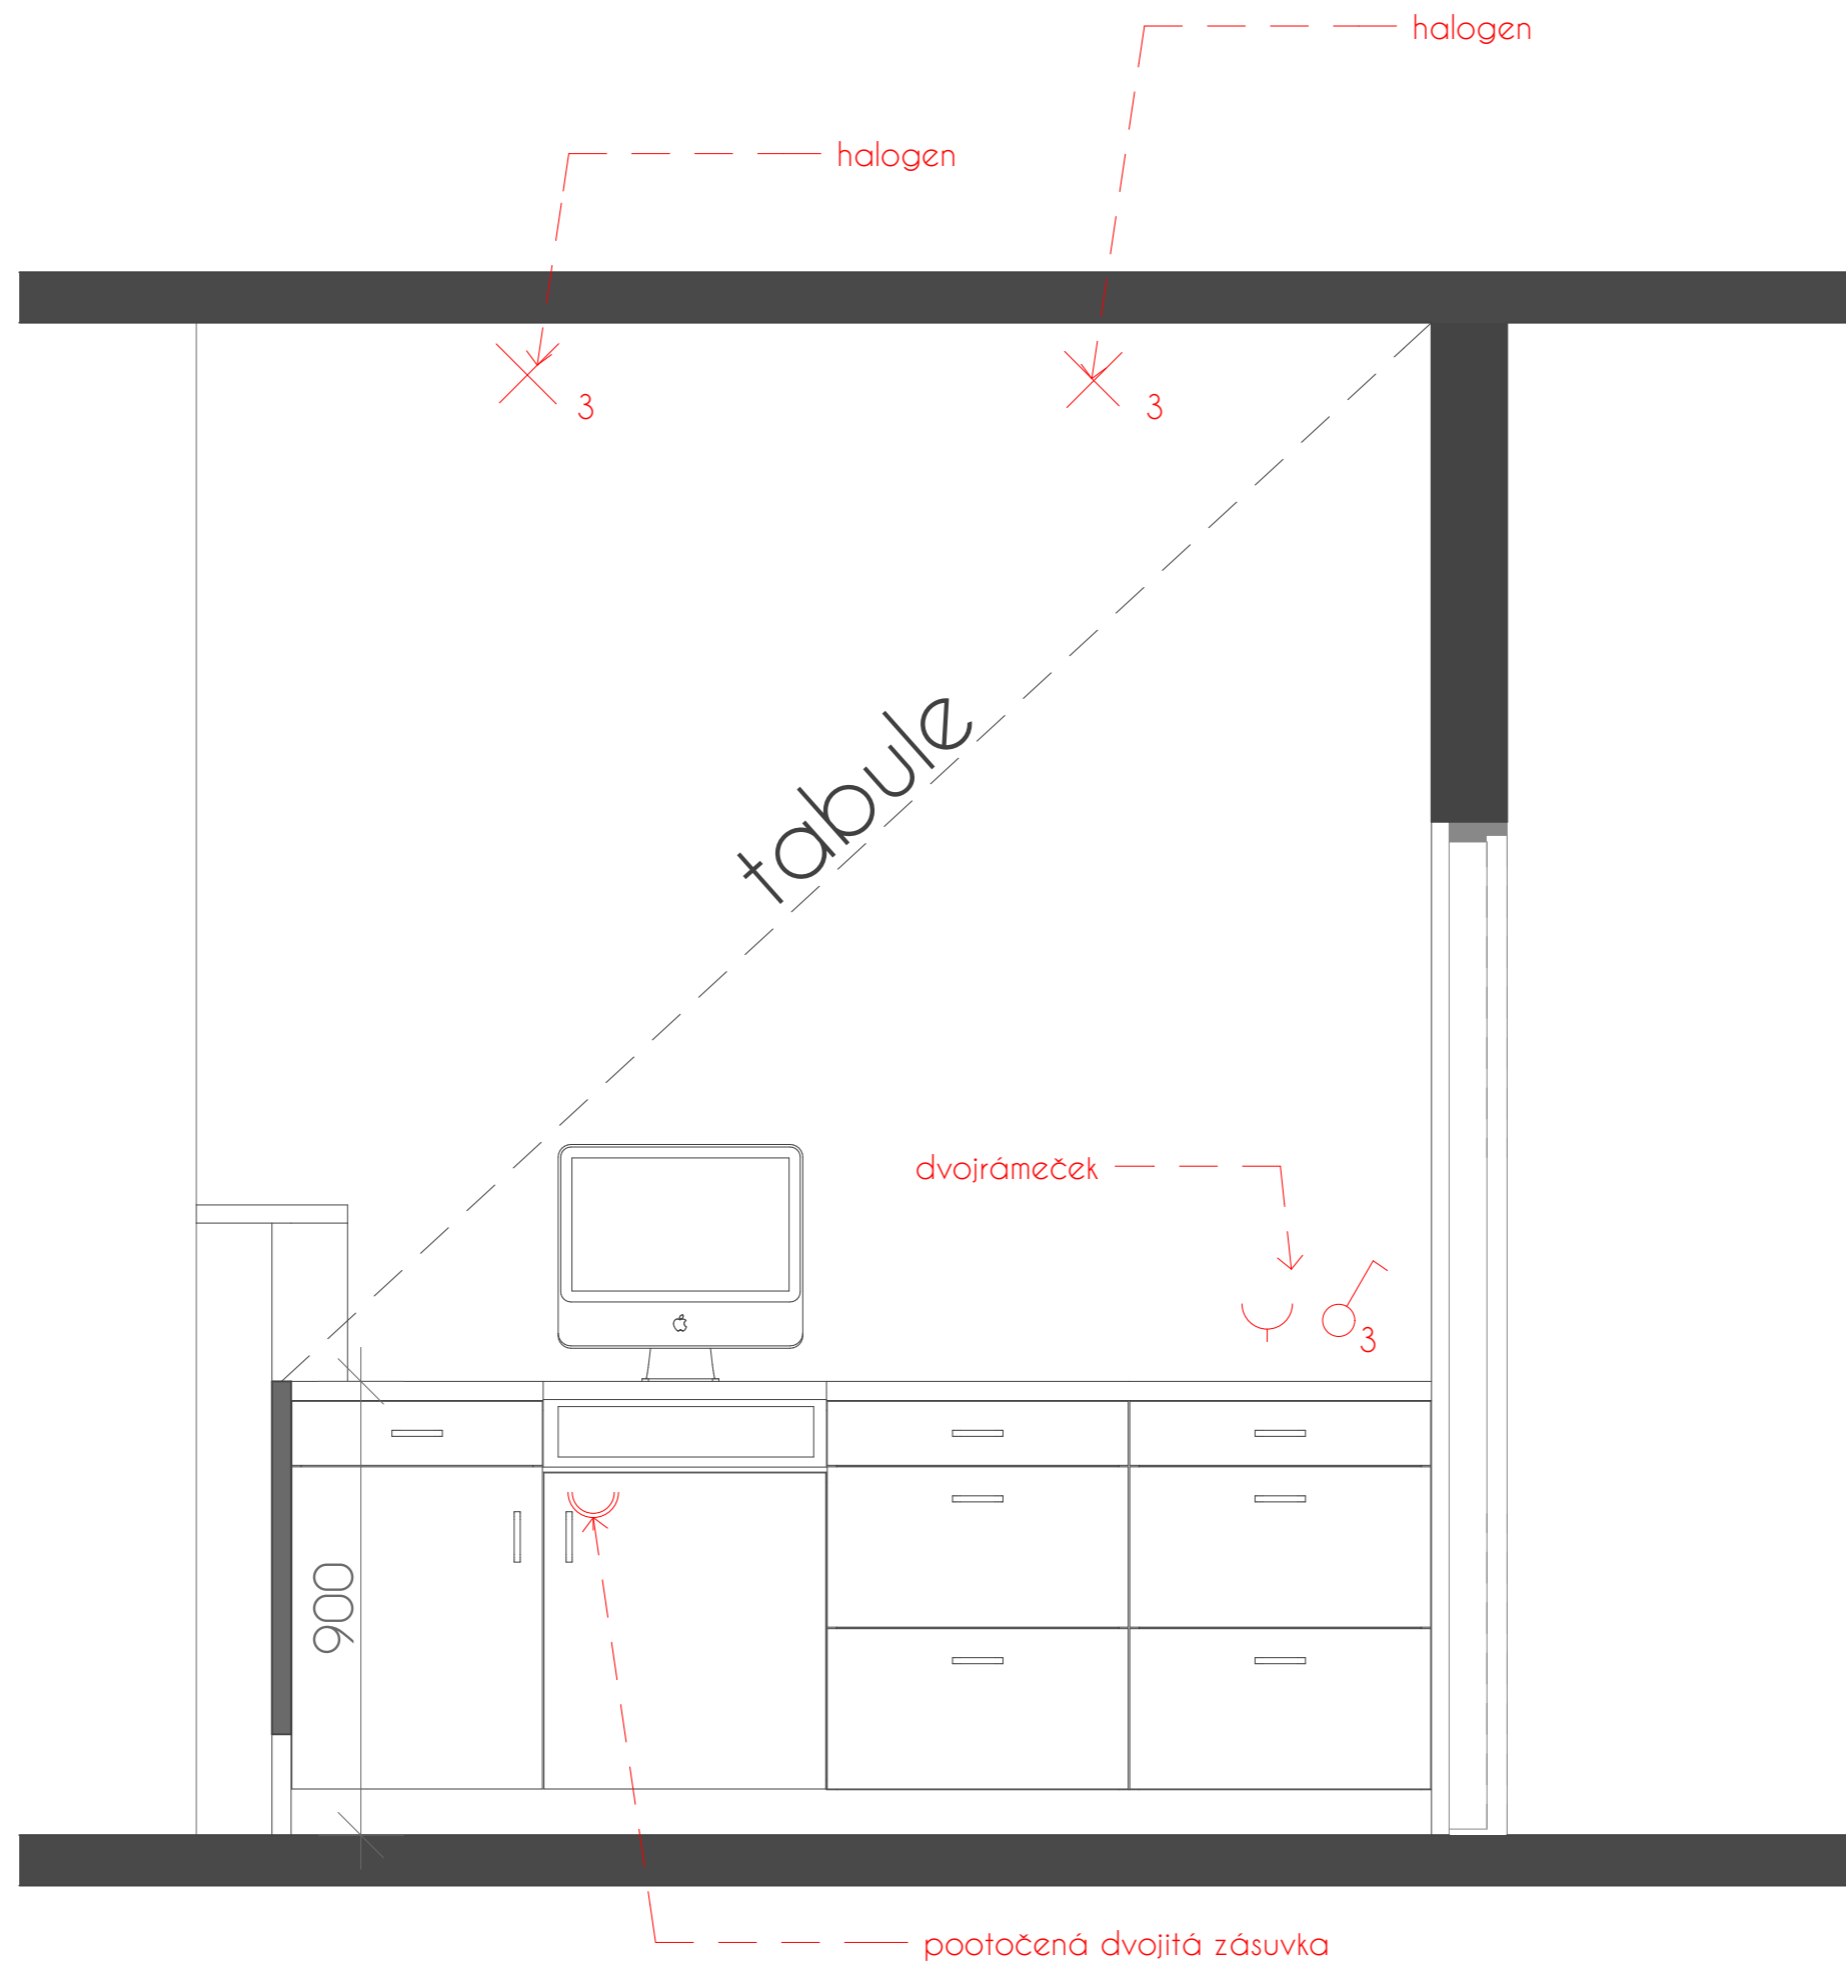 halogen
halogen
3
3
tabule
dvojrámeček
3
900
pootočená dvojitá zásuvka